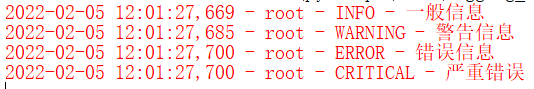 2022-02-05 12:01:27,669 - root - INFO - 一般信息
2022-02-05 12:01:27,685 - root - WARNING - 警告信息
2022-02-05 12:01:27,700 - root - ERROR - 错误信息
2022-02-05 12:01:27,700 - root - CRITICAL - 严重错误